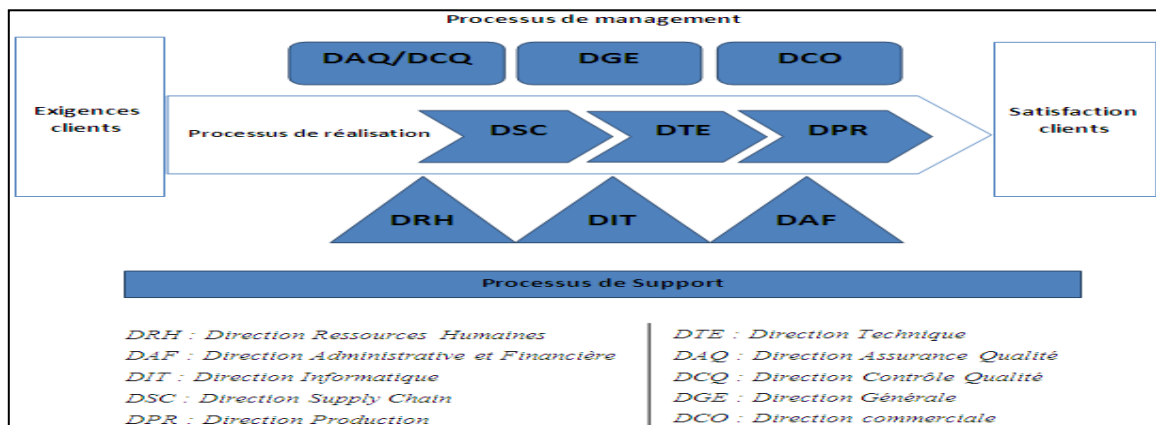 Processus de management
DAQ/DCQ
DGE
DCO
Exigences
clients
Processus de réalisation
DSC
DTE
DPR
Satisfaction
clients
DRH
DIT
DAF
Processus de Support
DRH : Direction Ressources Humaines
DAF : Direction Administrative et Financière
DIT : Direction Informatique
DSC : Direction Supply Chain
DPR : Direction Production
DTE : Direction Technique
DAQ : Direction Assurance Qualité
DCQ : Direction Contrôle Qualité
DGE : Direction Générale
DCO : Direction commerciale